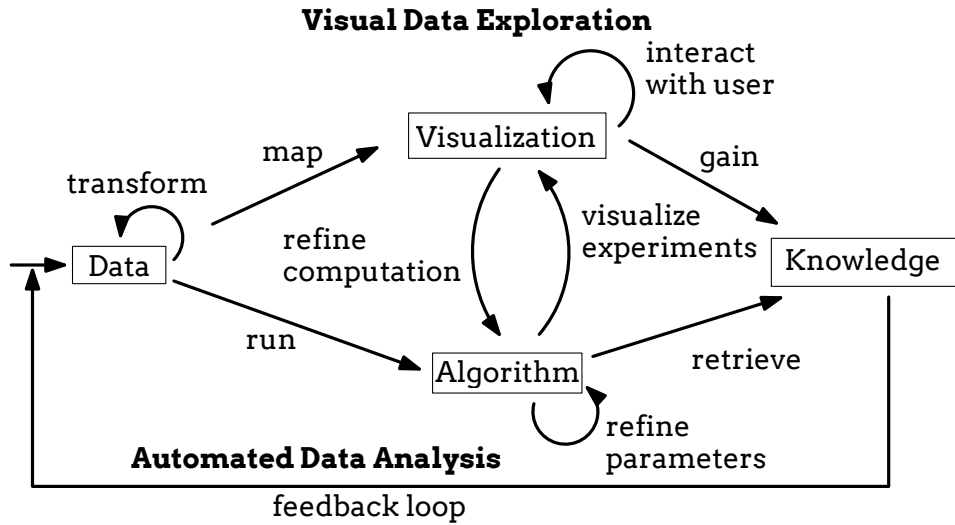 Visual Data Exploration
interact
with user
Visualization
map
gain
transform
visualize
experiments
refine
computation
Data
Knowledge
run
Algorithm
retrieve
refine
parameters
Automated Data Analysis
feedback loop